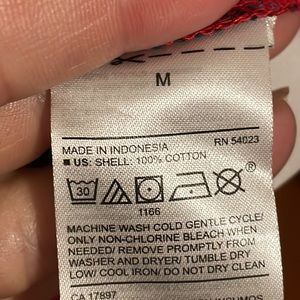 M
MADE IN INDONESIA RN 54023
■ US: SHELL: 100% COTTON
30
®
1166
MACHINE WASH COLD GENTLE CYCLE/
ONLY NON-CHLORINE BLEACH WHEN
NEEDED/ REMOVE PROMPTLY FROM
WASHER AND DRYER/ TUMBLE DRY
LOW/ COOL IRON/ DO NOT DRY CLEAN
CA 17897